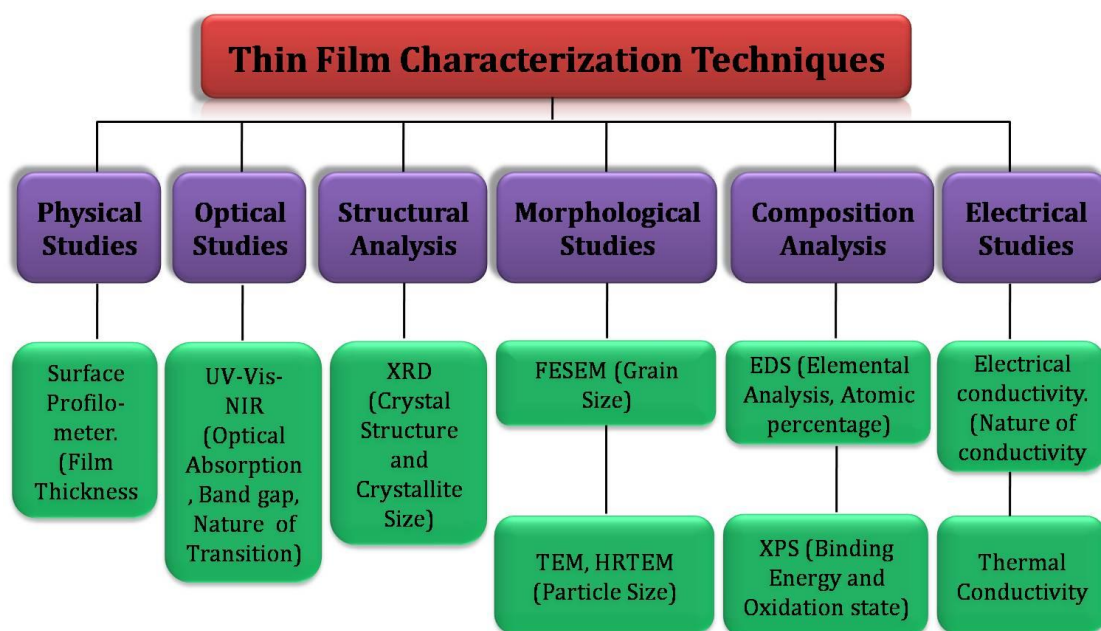 Thin Film Characterization Techniques
Physical
Studies
Optical
Studies
Structural
Analysis
Morphological
Studies
Composition
Analysis
Electrical
Studies
Surface
Profilo-
meter.
(Film
Thickness
UV-Vis-
NIR
(Optical
Absorption
, Band gap,
Nature of
Transition)
XRD
(Crystal
Structure
and
Crystallite
Size)
FESEM (Grain
Size)
TEM, HRTEM
(Particle Size)
EDS (Elemental
Analysis, Atomic
percentage)
XPS (Binding
Energy and
Oxidation state)
Electrical
conductivity.
(Nature of
conductivity
Thermal
Conductivity